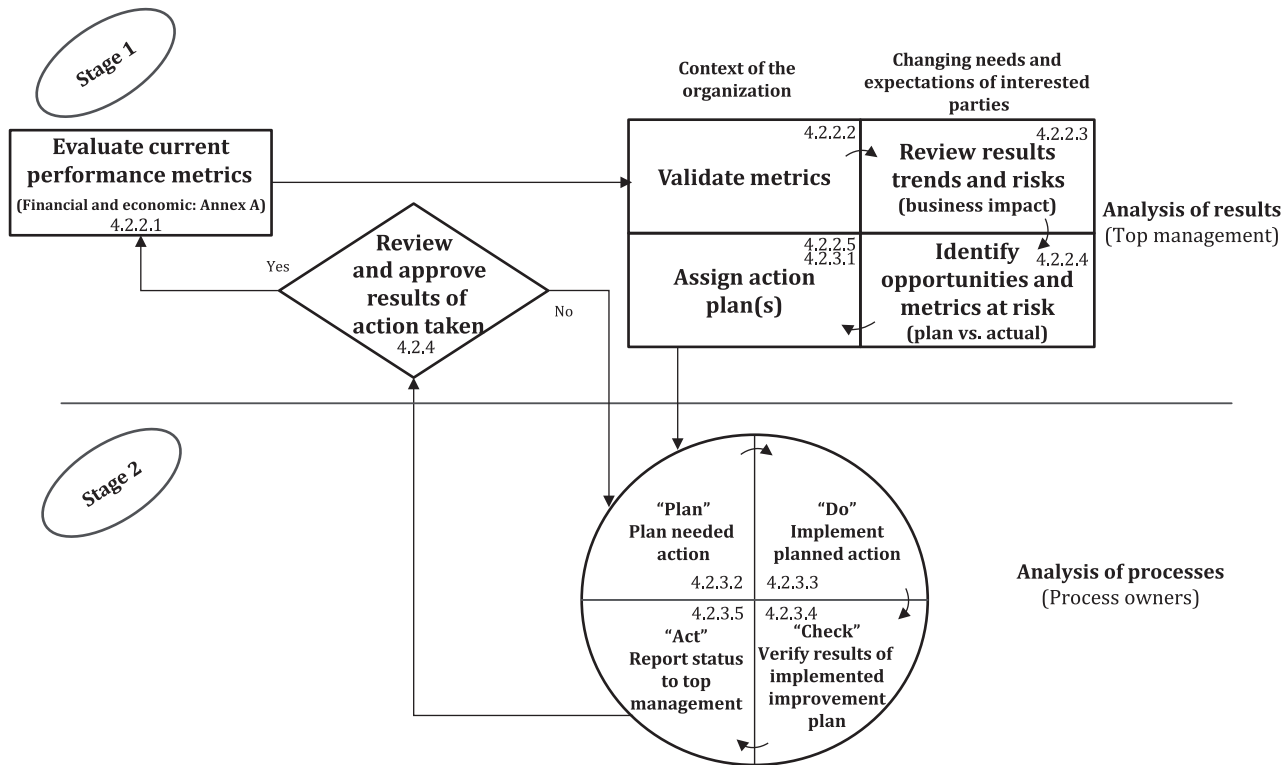 Stage 1
Context of the
organization
Changing needs and
expectations of interested
parties
Evaluate current
performance metrics
(Financial and economic: Annex A)
4.2.2.1
4.2.2.2
Validate metrics
4.2.2.3
Review results
trends and risks
(business impact)
Analysis of results
(Top management)
4.2.2.5
4.2.3.1
Assign action
plan(s)
4.2.2.4
Identify
opportunities and
metrics at risk
(plan vs. actual)
Yes
Review
and approve
results of
action taken
4.2.4
No
Stage 2
“Plan”
Plan needed
action
4.2.3.2
“Do”
Implement
planned action
4.2.3.3
Analysis of processes
(Process owners)
4.2.3.5
“Act”
Report status
to top
management
4.2.3.4
“Check”
Verify results of
implemented
improvement
plan